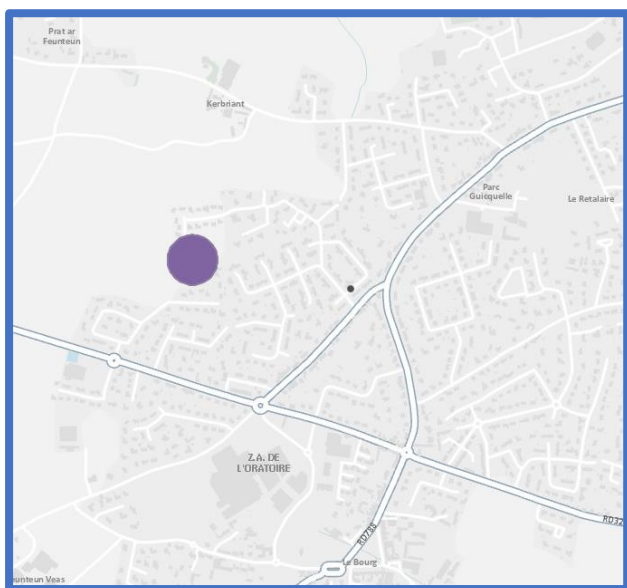 Prat ar
Feunteun
Kerbriant
Parc
Guicquelle
Le Retalaire
Z.A. DE
L'ORATOIRE
RD32
RD788
Le Bourg
unteun Veas